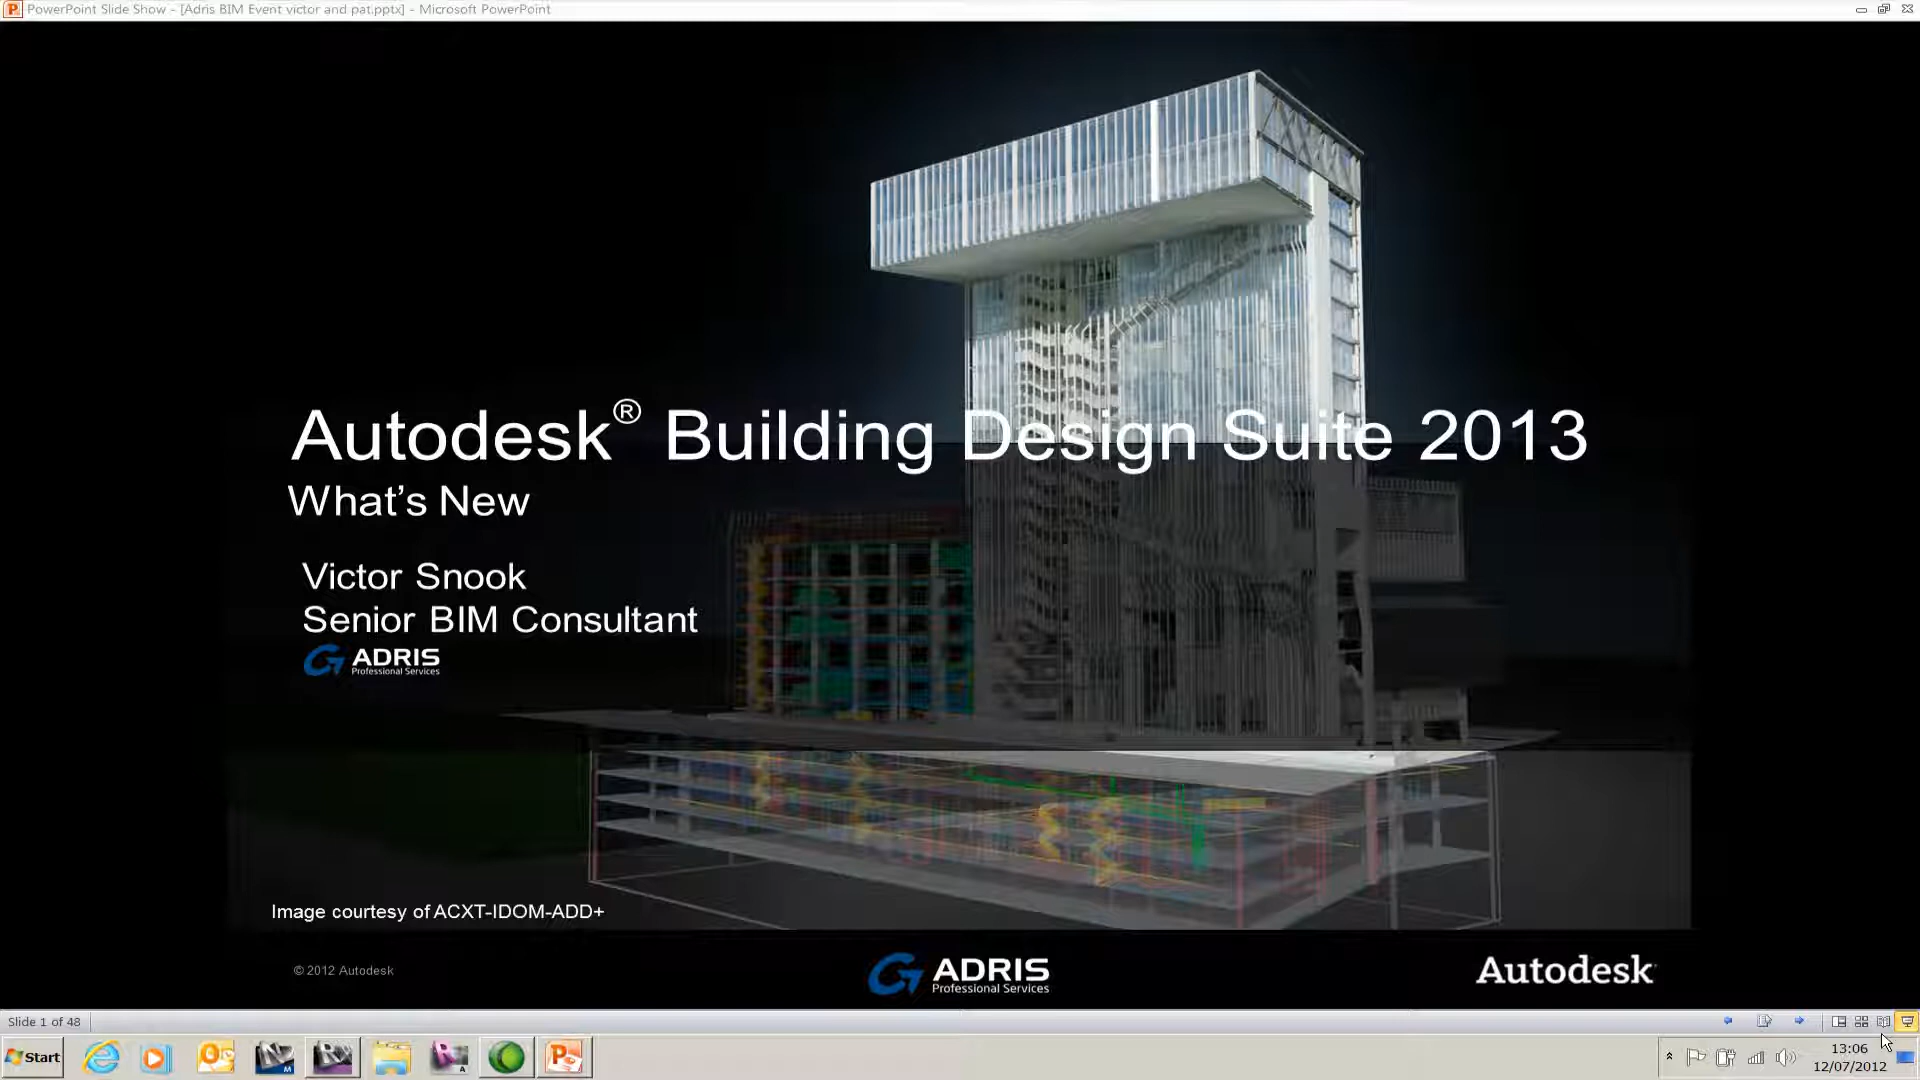 PowerPoint Slide Show - [Adris BIM Event victor and pat.pptx] - Microsoft PowerPoint
Autodesk® Building Design Suite 2013
What’s New
Victor Snook
Senior BIM Consultant
ADRIS
Professional Services
Image courtesy of ACXT-IDOM-ADD+
© 2012 Autodesk
ADRIS
Professional Services
Autodesk
Slide 1 of 48
Start
13:06
12/07/2012